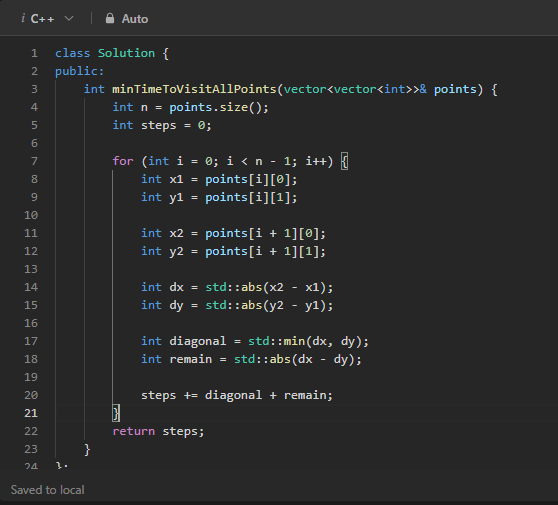 i C++ Auto
1 class Solution {
2 public:
3     int minTimeToVisitAllPoints(vector<vector<int>>& points) {
4         int n = points.size();
5         int steps = 0;
6
7         for (int i = 0; i < n - 1; i++) {
8             int x1 = points[i][0];
9             int y1 = points[i][1];
10
11             int x2 = points[i + 1][0];
12             int y2 = points[i + 1][1];
13
14             int dx = std::abs(x2 - x1);
15             int dy = std::abs(y2 - y1);
16
17             int diagonal = std::min(dx, dy);
18             int remain = std::abs(dx - dy);
19
20             steps += diagonal + remain;
21         }
22         return steps;
23     }
24 };
Saved to local